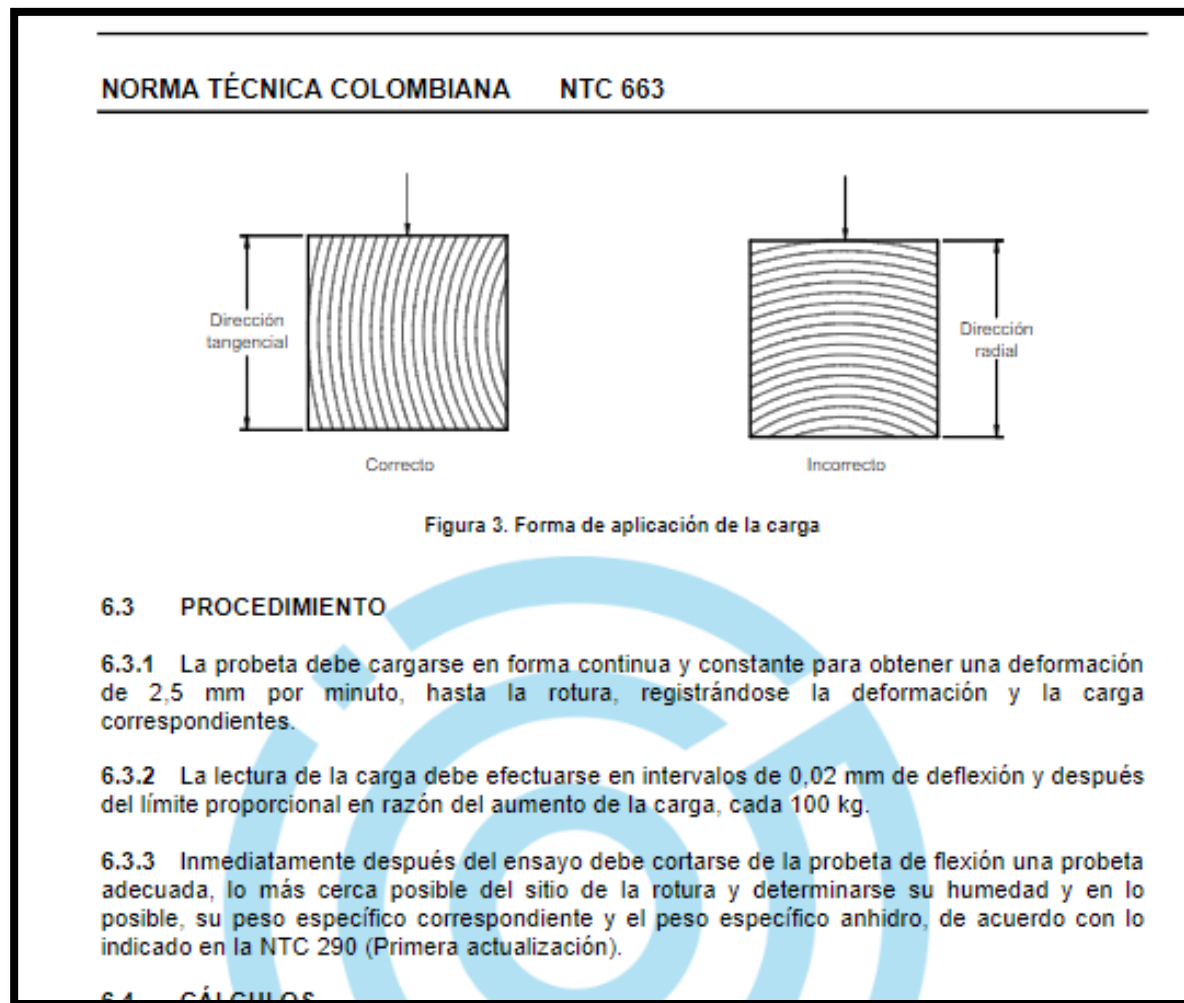 NORMA TÉCNICA COLOMBIANA NTC 663
Dirección
tangencial
Dirección
radial
Correcto
Incorrecto
Figura 3. Forma de aplicación de la carga
6.3 PROCEDIMIENTO
6.3.1 La probeta debe cargarse en forma continua y constante para obtener una deformación
de 2,5 mm por minuto, hasta la rotura, registrándose la deformación y la carga
correspondientes.
6.3.2 La lectura de la carga debe efectuarse en intervalos de 0,02 mm de deflexión y después
del límite proporcional en razón del aumento de la carga, cada 100 kg.
6.3.3 Inmediatamente después del ensayo debe cortarse de la probeta de flexión una probeta
adecuada, lo más cerca posible del sitio de la rotura y determinarse su humedad y en lo
posible, su peso específico correspondiente y el peso específico anhidro, de acuerdo con lo
indicado en la NTC 290 (Primera actualización).
6.4 CÁLCULOS